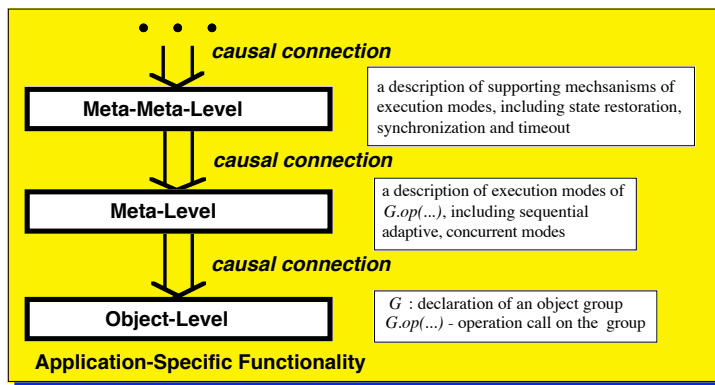 • • •
causal connection
Meta-Meta-Level
a description of supporting mechsanisms of
execution modes, including state restoration,
synchronization and timeout
causal connection
Meta-Level
a description of execution modes of
G.op(...), including sequential
adaptive, concurrent modes
causal connection
Object-Level
G : declaration of an object group
G.op(...) - operation call on the group
Application-Specific Functionality